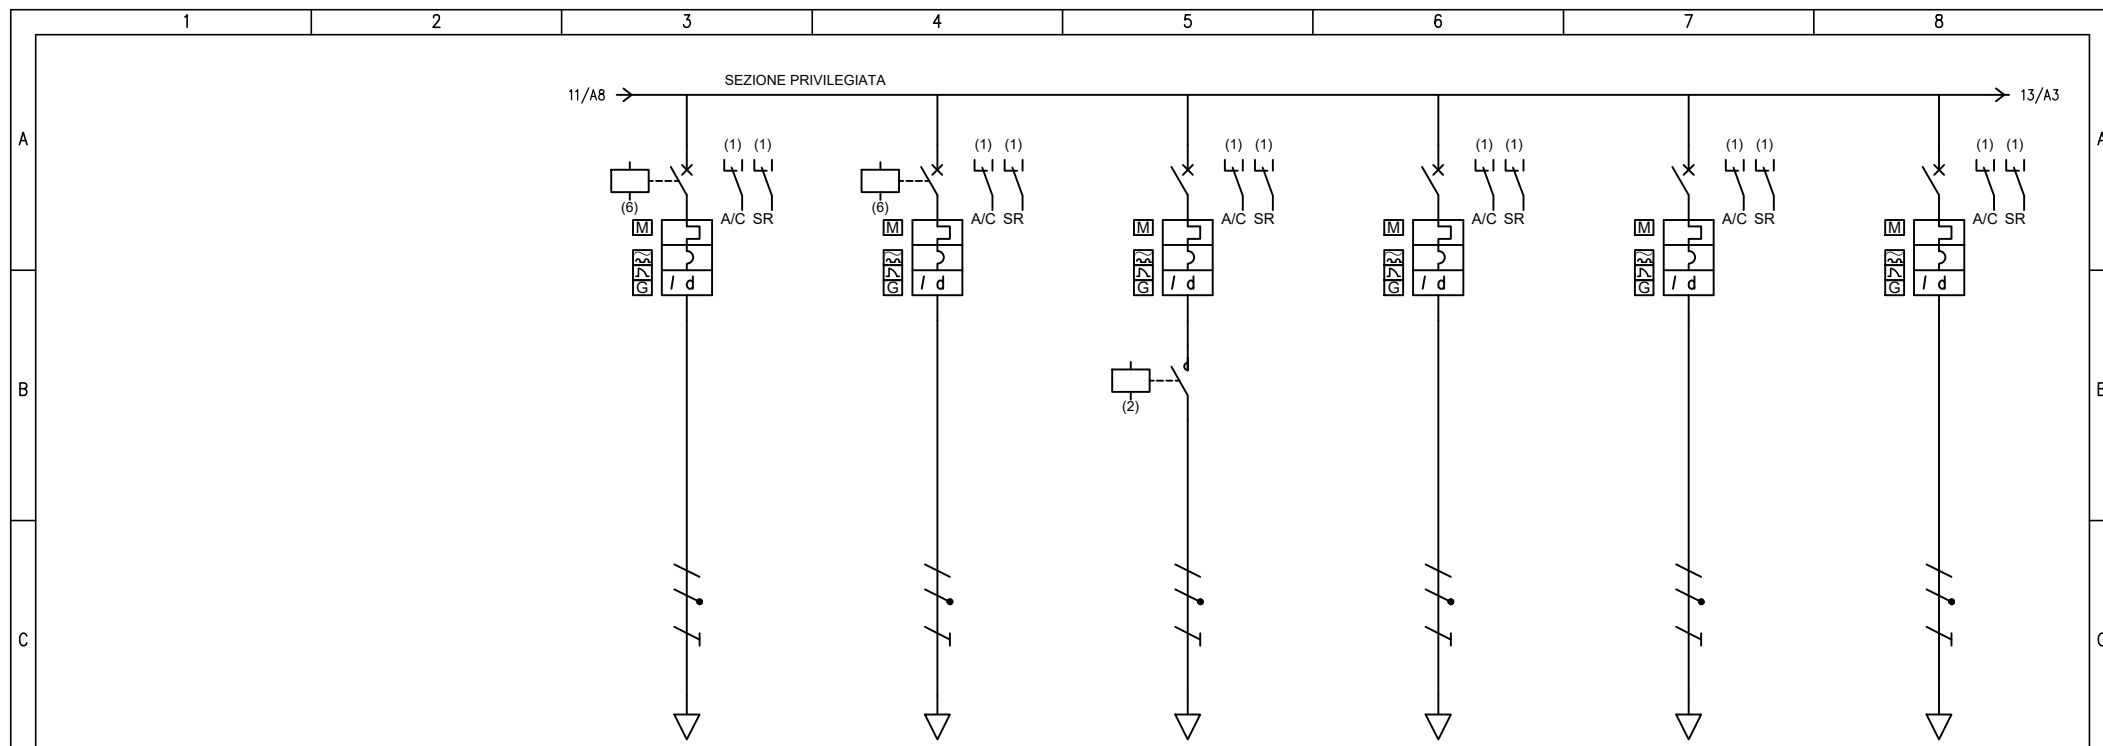 1 2 3 4 5 6 7 8
SEZIONE PRIVILEGIATA
11/A8 13/A3
A A
(1) (1) (1) (1) (1) (1) (1) (1) (1) (1) (1) (1)
(6) (6)
A/C SR A/C SR A/C SR A/C SR A/C SR A/C SR
M M M M M M
G I d G I d G I d G I d G I d G I d
B B
(2)
C C